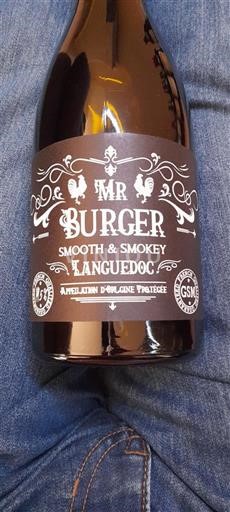 Mr
Burger
Smooth & Smokey
Languedoc
Appellation d'Origine Protégée
GSM